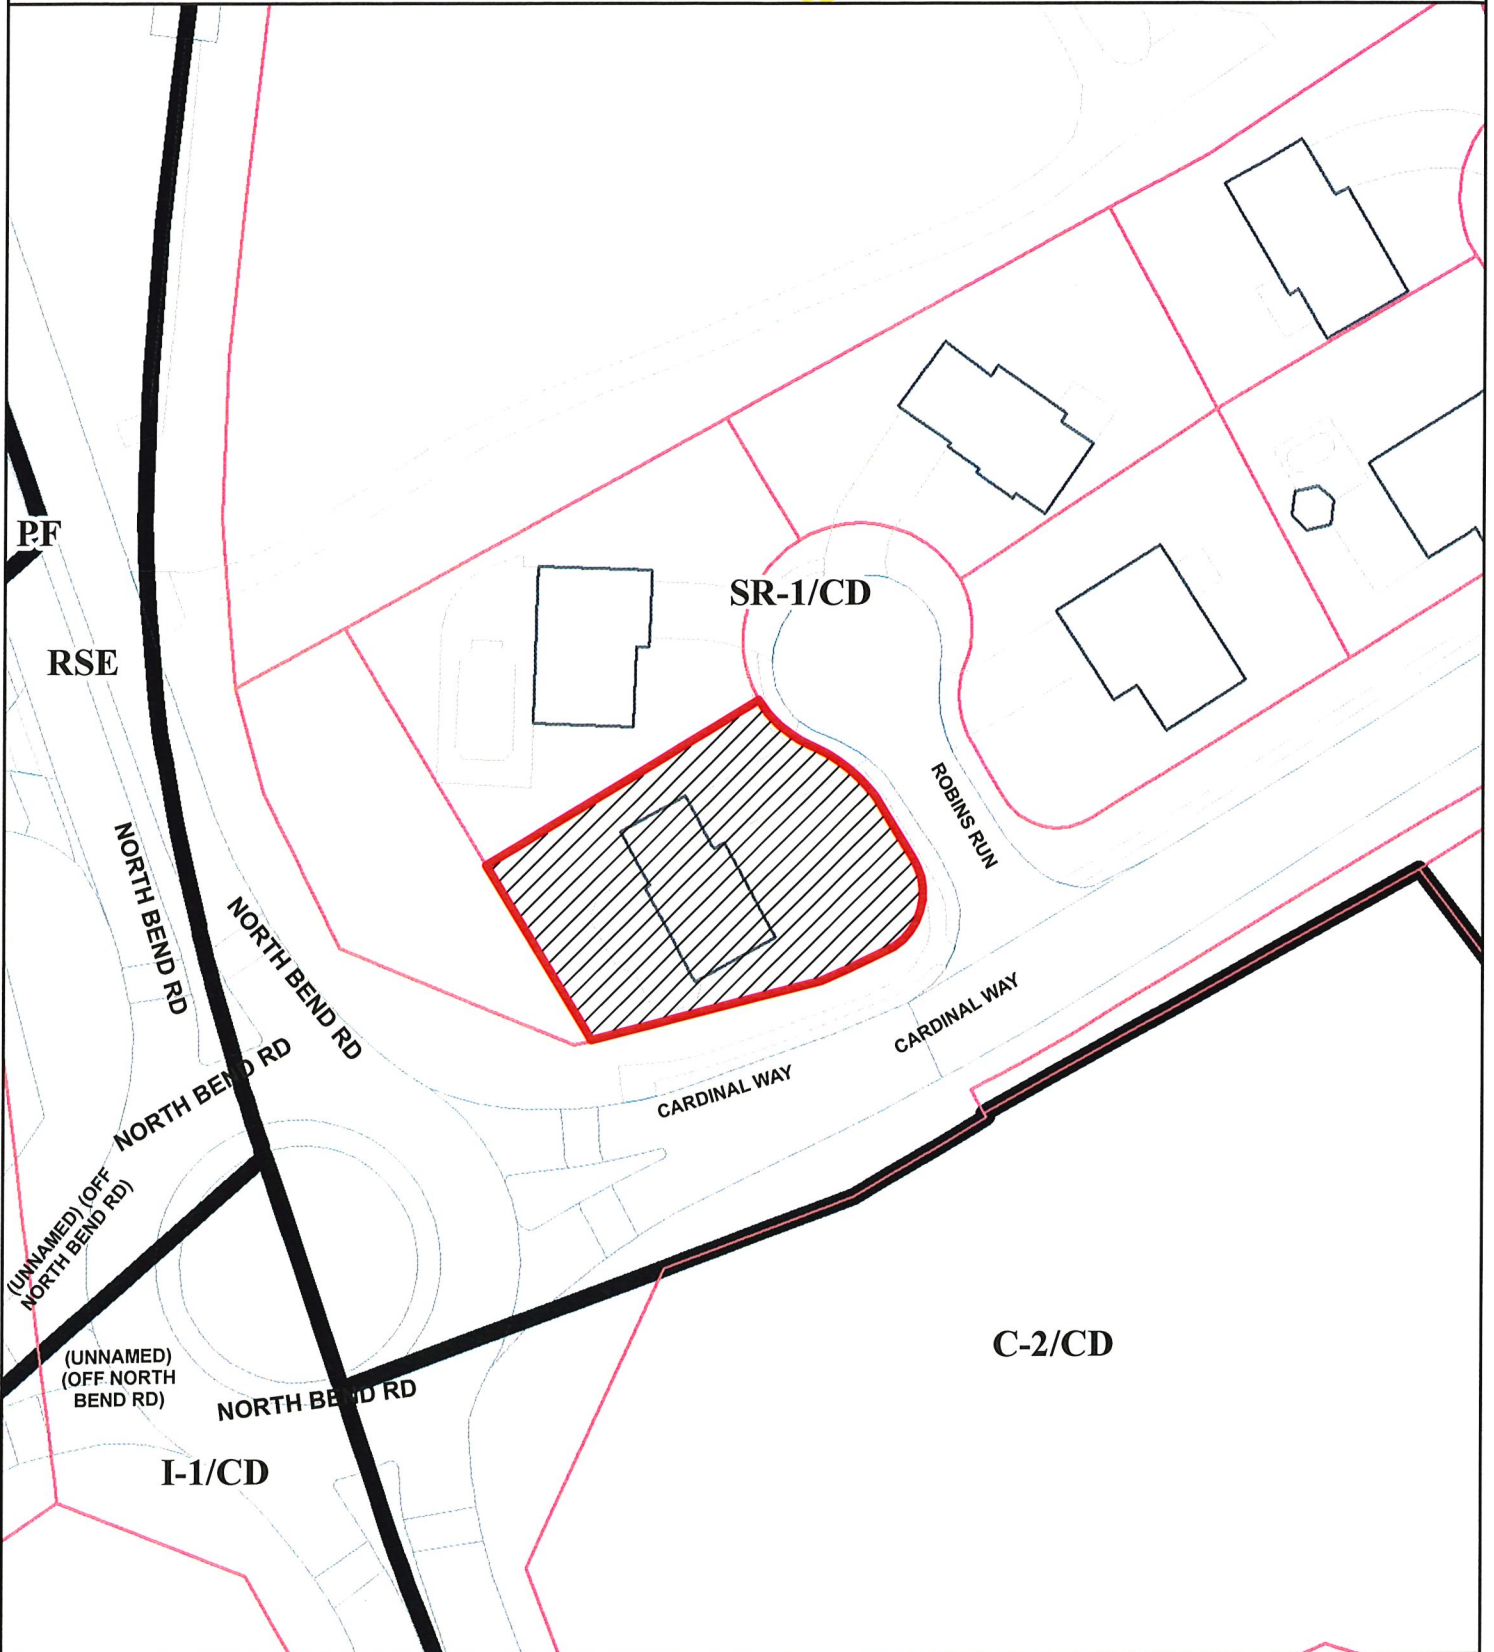 PF
SR-1/CD
RSE
ROBINS RUN
NORTH BEND RD
NORTH BEND RD
CARDINAL WAY
NORTH BEND RD
CARDINAL WAY
(UNNAMED) (OFF
NORTH BEND RD)
(UNNAMED)
(OFF NORTH
BEND RD)
C-2/CD
NORTH BEND RD
I-1/CD